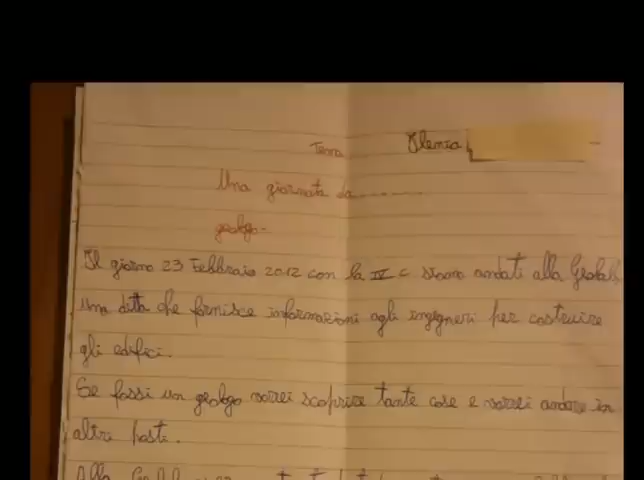 Tema Ilenia
Una giornata da..........
geologo-
Il giorno 23 Febbraio 2012 con la IV C siamo andati alla Geolab
una ditta che fornisce informazioni agli ingegneri per costruire
gli edifici.
Se fossi un geologo vorrei scoprire tante cose e vorrei andare in
altri posti.
Alla